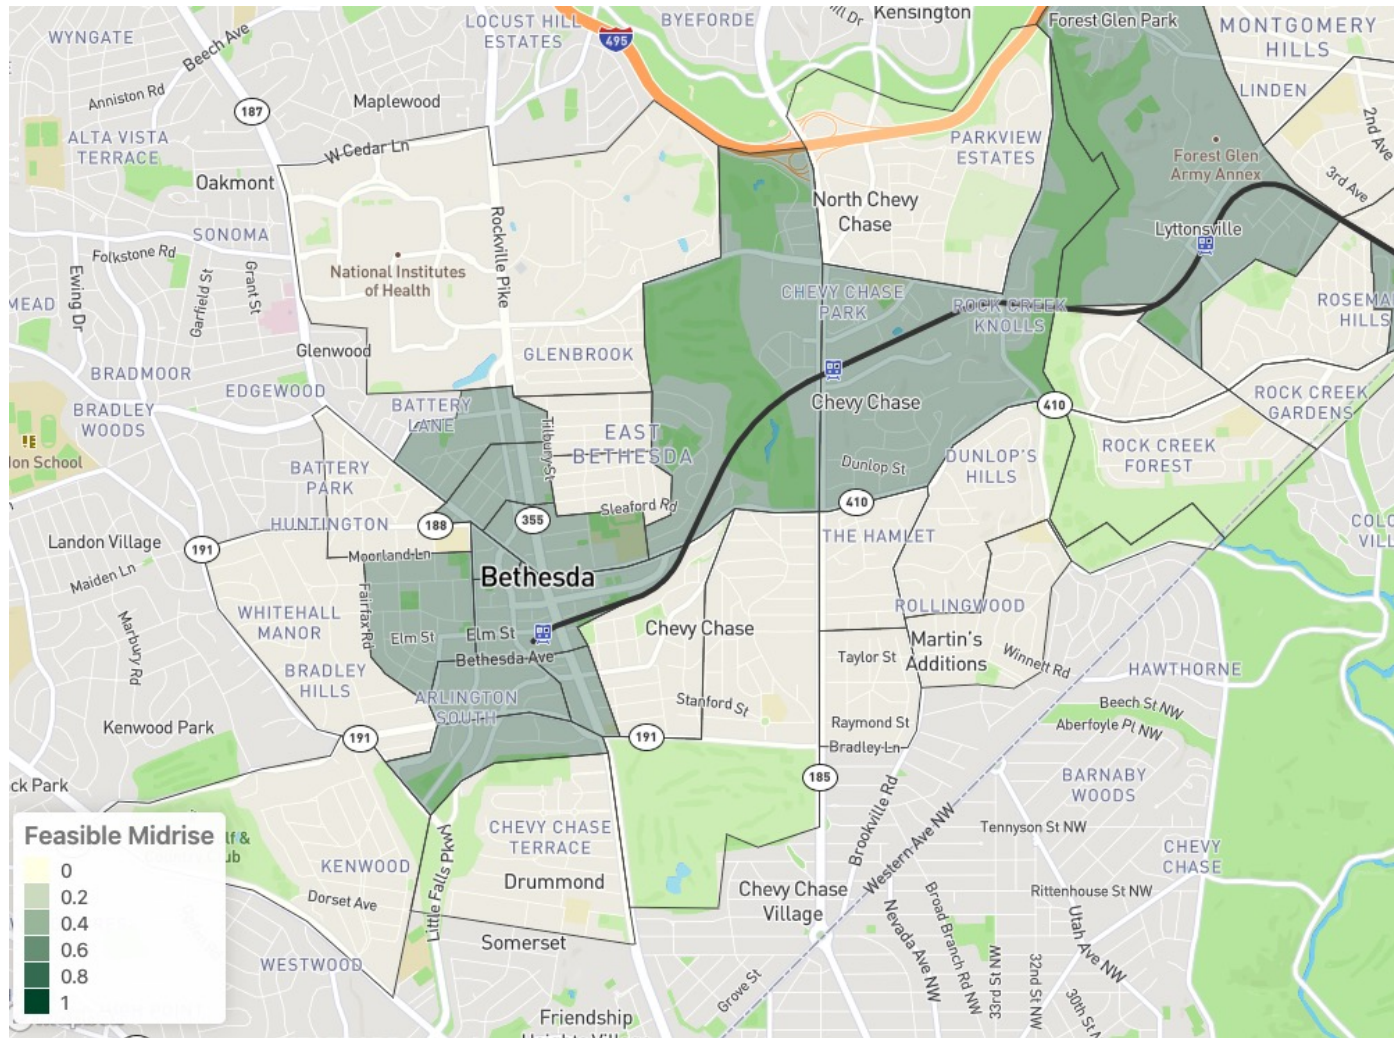 LOCUST HILL
ESTATES
BYEFORDE
Kensington
Forest Glen Park
MONTGOMERY
HILLS
WYNGATE
Beech Ave
495
LINDEN
Anniston Rd
Maplewood
187
2nd Ave
ALTA VISTA
TERRACE
W Cedar Ln
PARKVIEW
ESTATES
Forest Glen
Army Annex
3rd Ave
Oakmont
North Chevy
Chase
SONOMA
Rockville Pike
Lyttonsville
Folkstone Rd
National Institutes
of Health
Ewing Dr
Garfield St
Grant St
MEAD
CHEVY CHASE
PARK
ROCK CREEK
KNOLLS
ROSEMA
HILLS
Glenwood
GLENBROOK
BRADMOOR
EDGEWOOD
BRADLEY
WOODS
BATTERY
LANE
Chevy Chase
410
ROCK CREEK
GARDENS
Tilbury St
EAST
BETHESDA
lon School
BATTERY
PARK
Dunlop St
DUNLOP'S
HILLS
ROCK CREEK
FOREST
HUNTINGTON
188
355
Sleaford Rd
410
THE HAMLET
COLO
VILL
Landon Village
191
Moorland Ln
Maiden Ln
Bethesda
Fairfax Rd
Marbury Rd
WHITEHALL
MANOR
Elm St
Elm St
Chevy Chase
ROLLINGWOOD
Martin's
Additions
Bethesda Ave
Taylor St
Winnett Rd
BRADLEY
HILLS
HAWTHORNE
ARLINGTON
SOUTH
Stanford St
Beech St NW
Aberfoyle Pl NW
Kenwood Park
191
191
Raymond St
Bradley Ln
185
BARNABY
WOODS
ck Park
Brookville Rd
Western Ave NW
Tennyson St NW
Feasible Midrise
0
0.2
0.4
0.6
0.8
1
lf &
ub
CHEVY CHASE
TERRACE
CHEVY
CHASE
KENWOOD
Little Falls Pkwy
Drummond
Dorset Ave
Chevy Chase
Village
Rittenhouse St NW
Nevada Ave NW
Broad Branch Rd NW
Utah Ave NW
Somerset
33rd St NW
32nd St NW
WESTWOOD
Grove St
Friendship